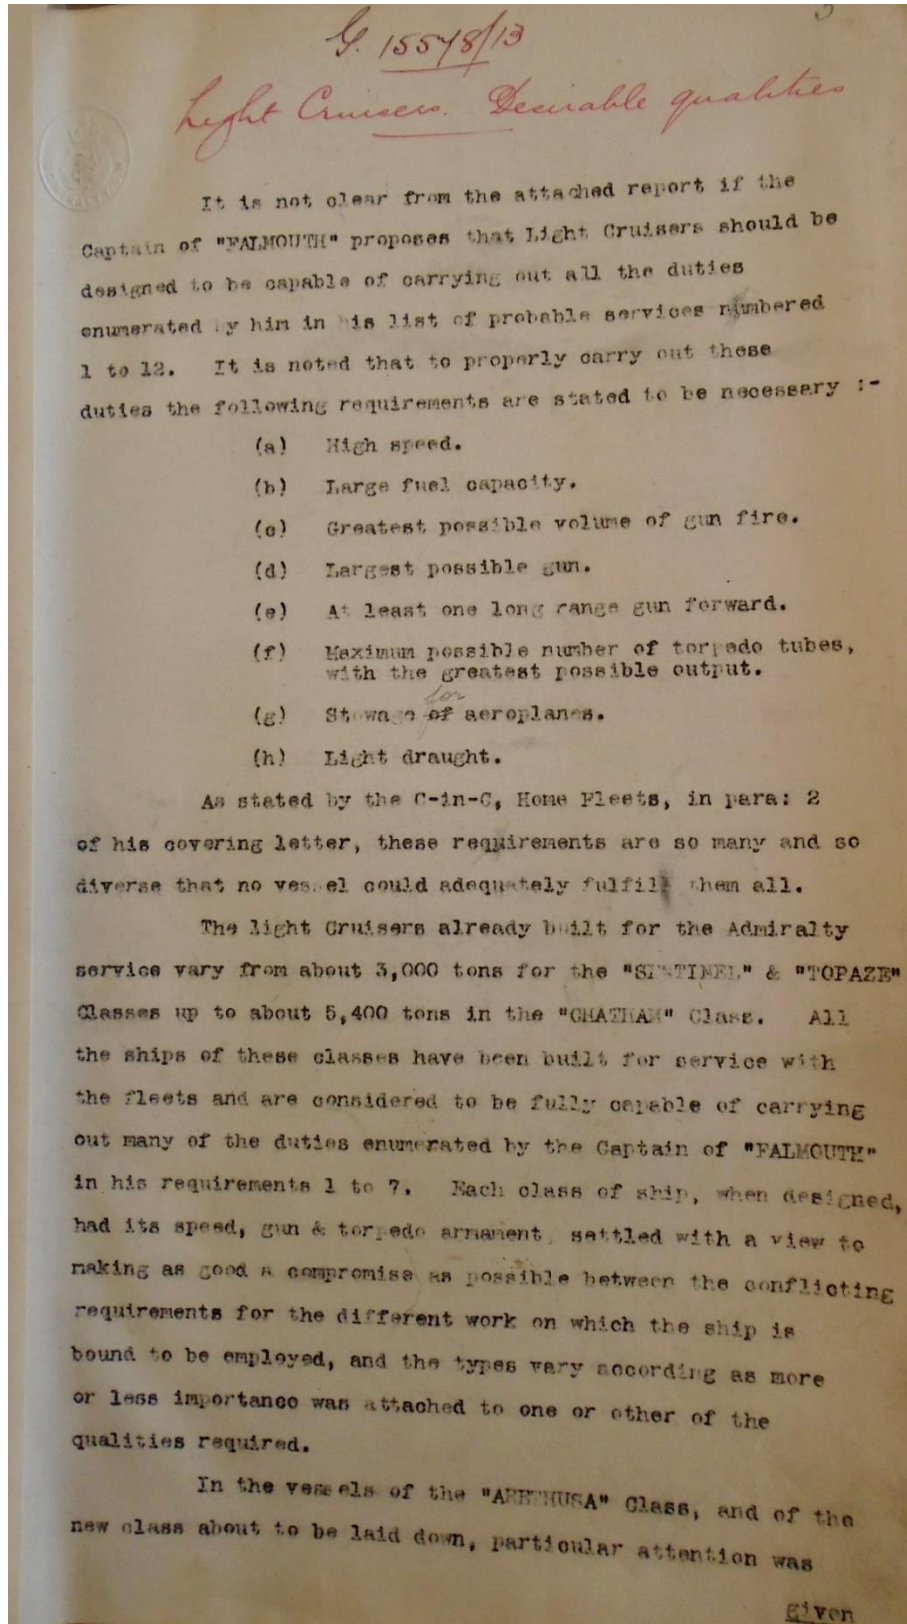 G. 15578/13
Light Cruisers. Desirable qualities
It is not clear from the attached report if the
Captain of "FALMOUTH" proposes that Light Cruisers should be
designed to be capable of carrying out all the duties
enumerated by him in his list of probable services numbered
1 to 12. It is noted that to properly carry out these
duties the following requirements are stated to be necessary :-
(a) High speed.
(b) Large fuel capacity.
(c) Greatest possible volume of gun fire.
(d) Largest possible gun.
(e) At least one long range gun forward.
(f) Maximum possible number of torpedo tubes,
with the greatest possible output.
for
(g) Stowage of aeroplanes.
(h) Light draught.
As stated by the C-in-C, Home Fleets, in para: 2
of his covering letter, these requirements are so many and so
diverse that no vessel could adequately fulfil them all.
The light Cruisers already built for the Admiralty
service vary from about 3,000 tons for the "SENTINEL" & "TOPAZE"
Classes up to about 5,400 tons in the "CHATHAM" Class. All
the ships of these classes have been built for service with
the fleets and are considered to be fully capable of carrying
out many of the duties enumerated by the Captain of "FALMOUTH"
in his requirements 1 to 7. Each class of ship, when designed,
had its speed, gun & torpedo armament, settled with a view to
making as good a compromise as possible between the conflicting
requirements for the different work on which the ship is
bound to be employed, and the types vary according as more
or less importance was attached to one or other of the
qualities required.
In the vessels of the "ARETHUSA" Class, and of the
new class about to be laid down, particular attention was
given